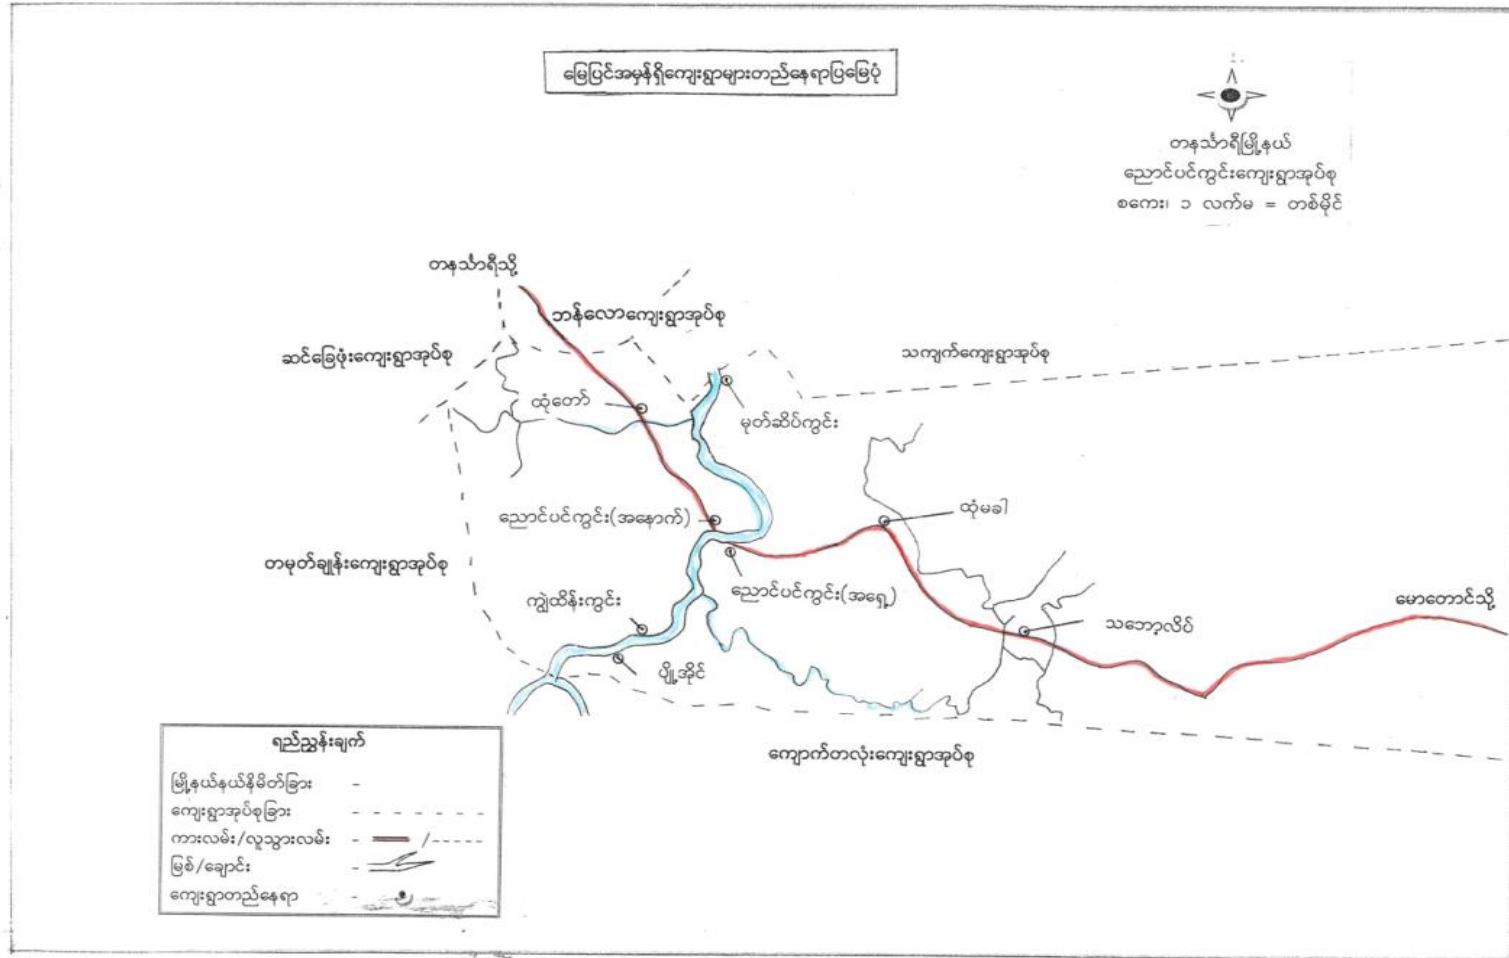 မြေပြင်အမှန်ရှိကျေးရွာများတည်နေရာပြမြေပုံ
တနင်္သာရီမြို့နယ်
ညောင်ပင်ကွင်းကျေးရွာအုပ်စု
စကေး၊ ၁ လက်မ = တစ်မိုင်
တနင်္သာရီသို့
ဘန်လောကျေးရွာအုပ်စု
ဆင်ခြေဖုံးကျေးရွာအုပ်စု
သကျက်ကျေးရွာအုပ်စု
ထုံတော်
မုတ်ဆိပ်ကွင်း
ညောင်ပင်ကွင်း(အနောက်)
ထုံမခါ
တမုတ်ချုန်းကျေးရွာအုပ်စု
ညောင်ပင်ကွင်း(အရှေ့)
ကျွဲထိန်းကွင်း
မောတောင်သို့
သဘော့လိပ်
ပျို့အိုင်
ကျောက်တလုံးကျေးရွာအုပ်စု
ရည်ညွှန်းချက်
မြို့နယ်နယ်နိမိတ်ခြား -
ကျေးရွာအုပ်စုခြား
ကားလမ်း/လူသွားလမ်း - /
မြစ်/ချောင်း -
ကျေးရွာတည်နေရာ -